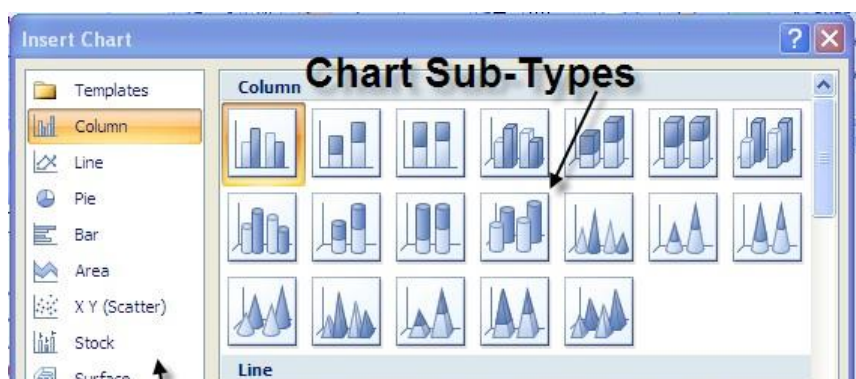 Insert Chart
?
X
Templates
Column
Line
Pie
Bar
Area
X Y (Scatter)
Stock
Surface
Column
Chart Sub-Types
Line